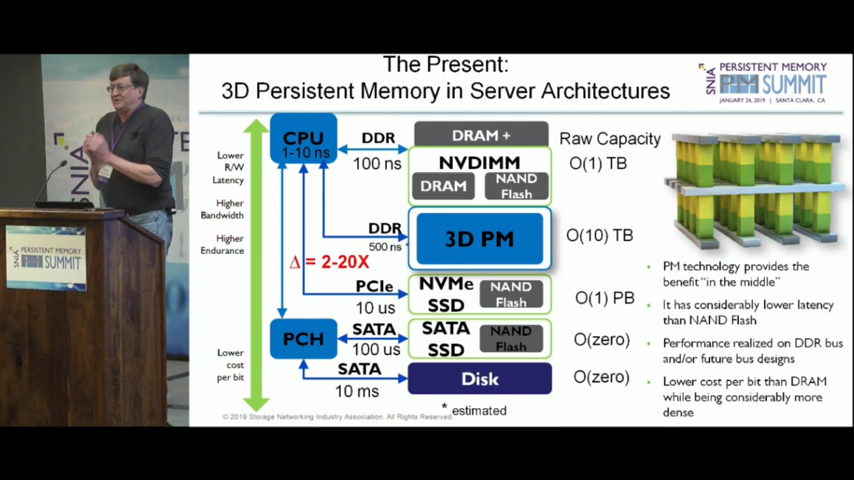 The Present:
3D Persistent Memory in Server Architectures
SNIA
PERSISTENT MEMORY
PM SUMMIT
JANUARY 24, 2019 | SANTA CLARA, CA
Lower
R/W
Latency
Higher
Bandwidth
Higher
Endurance
Lower
cost
per bit
CPU
1-10 ns
DDR
100 ns
DRAM +
NVDIMM
DRAM
NAND
Flash
Raw Capacity
O(1) TB
DDR
500 ns
*
3D PM
O(10) TB
Δ = 2-20X
PCIe
10 us
NVMe
SSD
NAND
Flash
O(1) PB
PCH
SATA
100 us
SATA
SSD
NAND
Flash
O(zero)
SATA
10 ms
Disk
O(zero)
* estimated
• PM technology provides the
benefit “in the middle”
• It has considerably lower latency
than NAND Flash
• Performance realized on DDR bus
and/or future bus designs
• Lower cost per bit than DRAM
while being considerably more
dense
© 2019 Storage Networking Industry Association. All Rights Reserved.
SNIA
PERSISTENT MEMORY
PM SUMMIT
SNIA